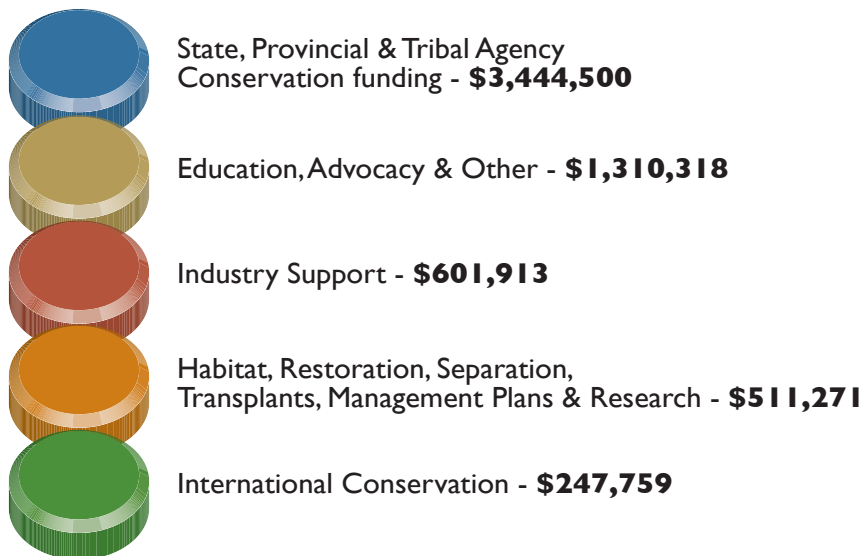 State, Provincial & Tribal Agency
Conservation funding - $3,444,500
Education, Advocacy & Other - $1,310,318
Industry Support - $601,913
Habitat, Restoration, Separation,
Transplants, Management Plans & Research - $511,271
International Conservation - $247,759